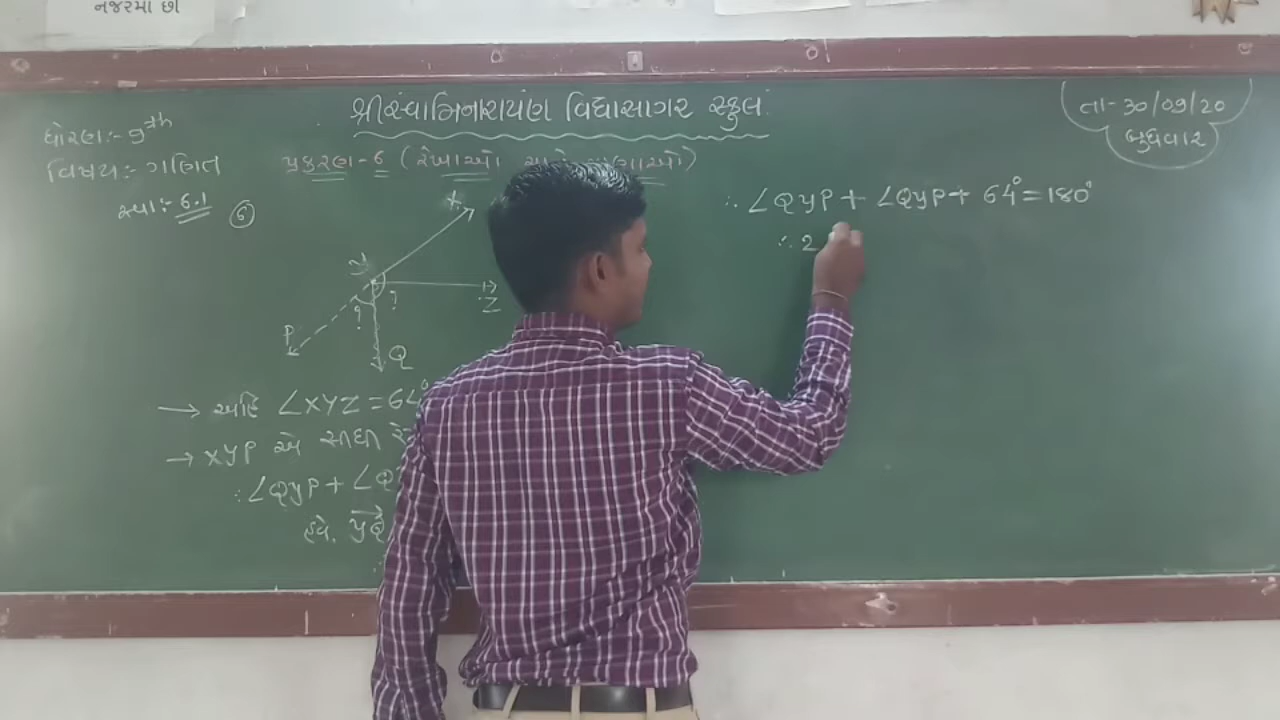 નજરમાં છો
શ્રી સ્વામિનારાયણ વિદ્યાસાગર સ્કુલ
તા- 30/09/20
બુધવાર
ધોરણ:- 9th
વિષય:- ગણિત
પ્રકરણ-6 (રેખાઓ
સ્વા:- 6.1
6
X
Y
Z
?
?
P
Q
→ અહિં ∠XYZ = 64°
→ XYP એ સીધી
∴ ∠QYP + ∠Q
હવે, YQ
∴ ∠QYP + ∠QYP + 64° = 180°
∴ 2